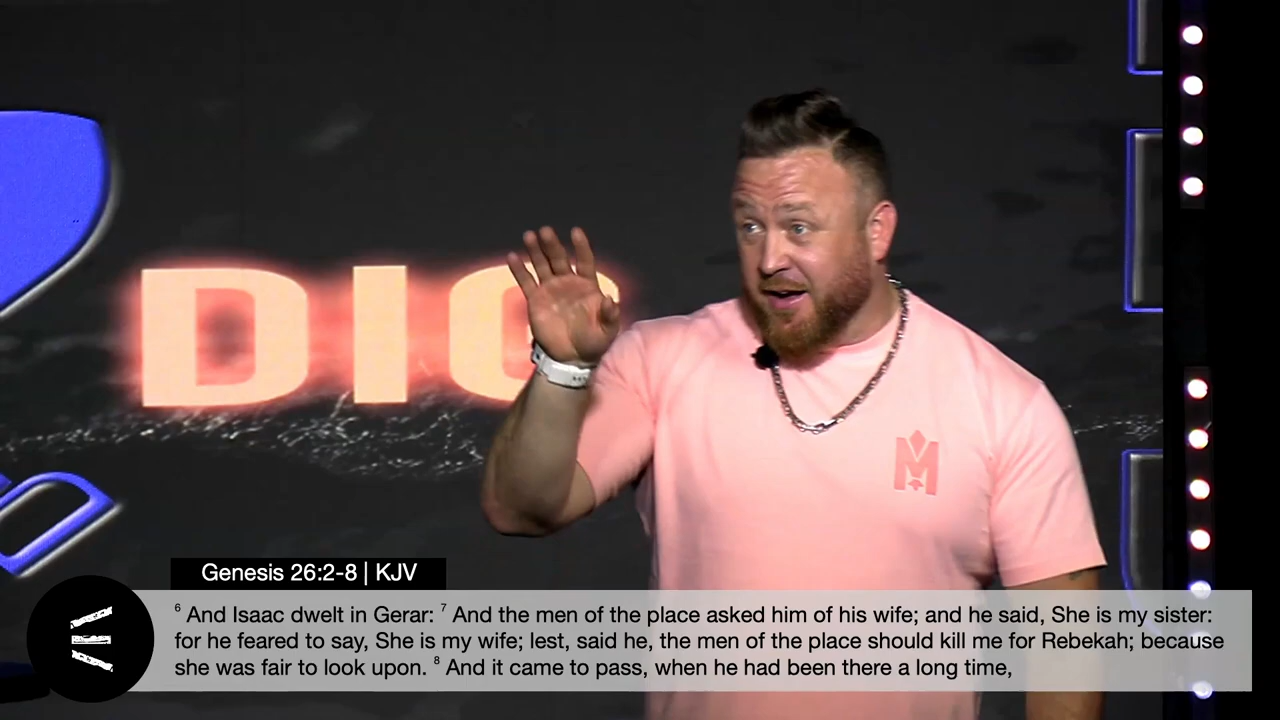 DIG
M
Genesis 26:2-8 | KJV
6 And Isaac dwelt in Gerar: 7 And the men of the place asked him of his wife; and he said, She is my sister:
for he feared to say, She is my wife; lest, said he, the men of the place should kill me for Rebekah; because
she was fair to look upon. 8 And it came to pass, when he had been there a long time,